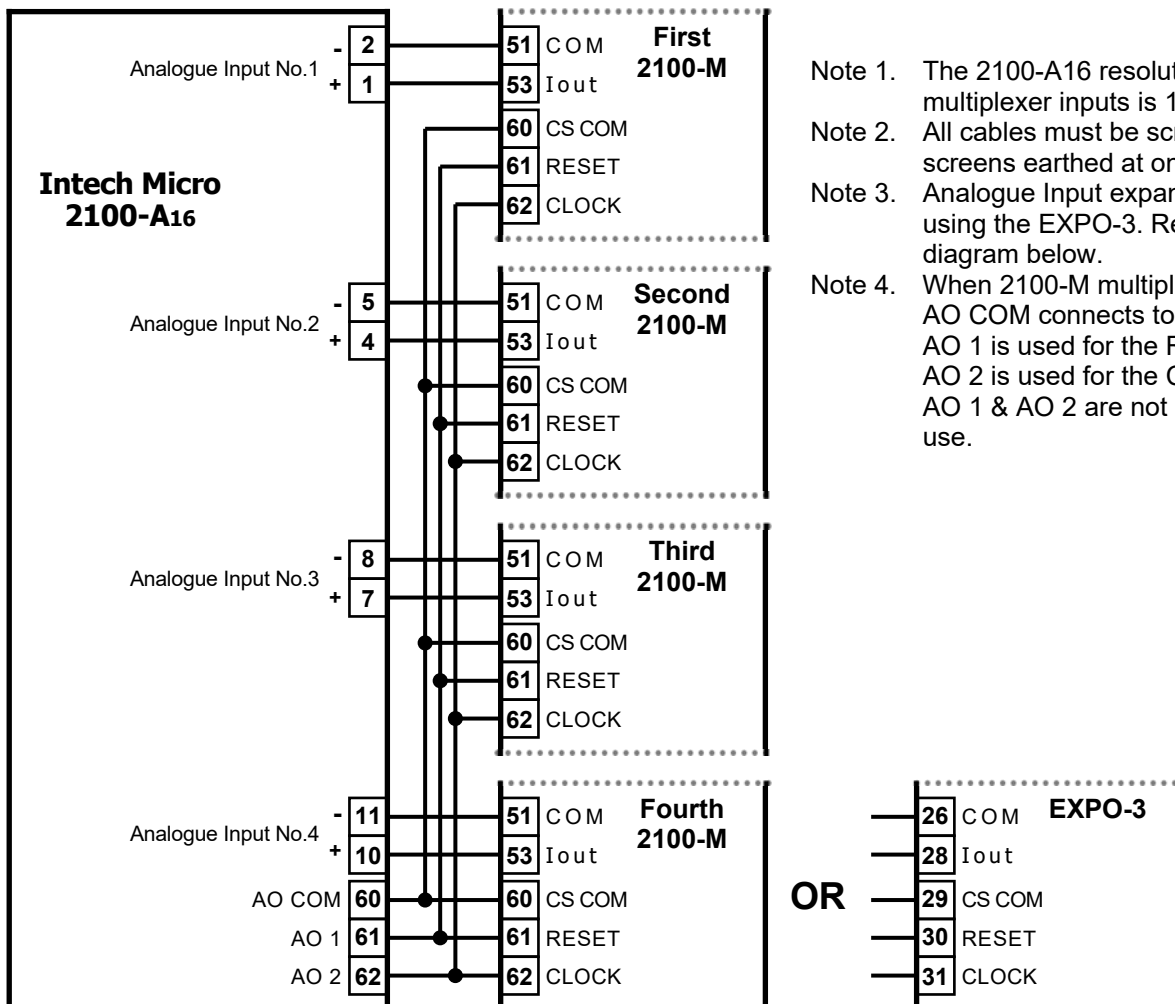 Intech Micro
2100-A16
Analogue Input No.1
- 2
+ 1
51 COM
53 Iout
60 CS COM
61 RESET
62 CLOCK
First
2100-M
Analogue Input No.2
- 5
+ 4
51 COM
53 Iout
60 CS COM
61 RESET
62 CLOCK
Second
2100-M
Analogue Input No.3
- 8
+ 7
51 COM
53 Iout
60 CS COM
61 RESET
62 CLOCK
Third
2100-M
Analogue Input No.4
- 11
+ 10
AO COM 60
AO 1 61
AO 2 62
51 COM
53 Iout
60 CS COM
61 RESET
62 CLOCK
Fourth
2100-M
OR
26 COM
28 Iout
29 CS COM
30 RESET
31 CLOCK
EXPO-3
Note 1. The 2100-A16
multiplexer inputs is
Note 2. All cables must be
screens earthed at
Note 3. Analogue Input
using the EXPO-3.
diagram below.
Note 4. When 2100-M
AO COM connects to
AO 1 is used for the
AO 2 is used for the
AO 1 & AO 2 are not
use.